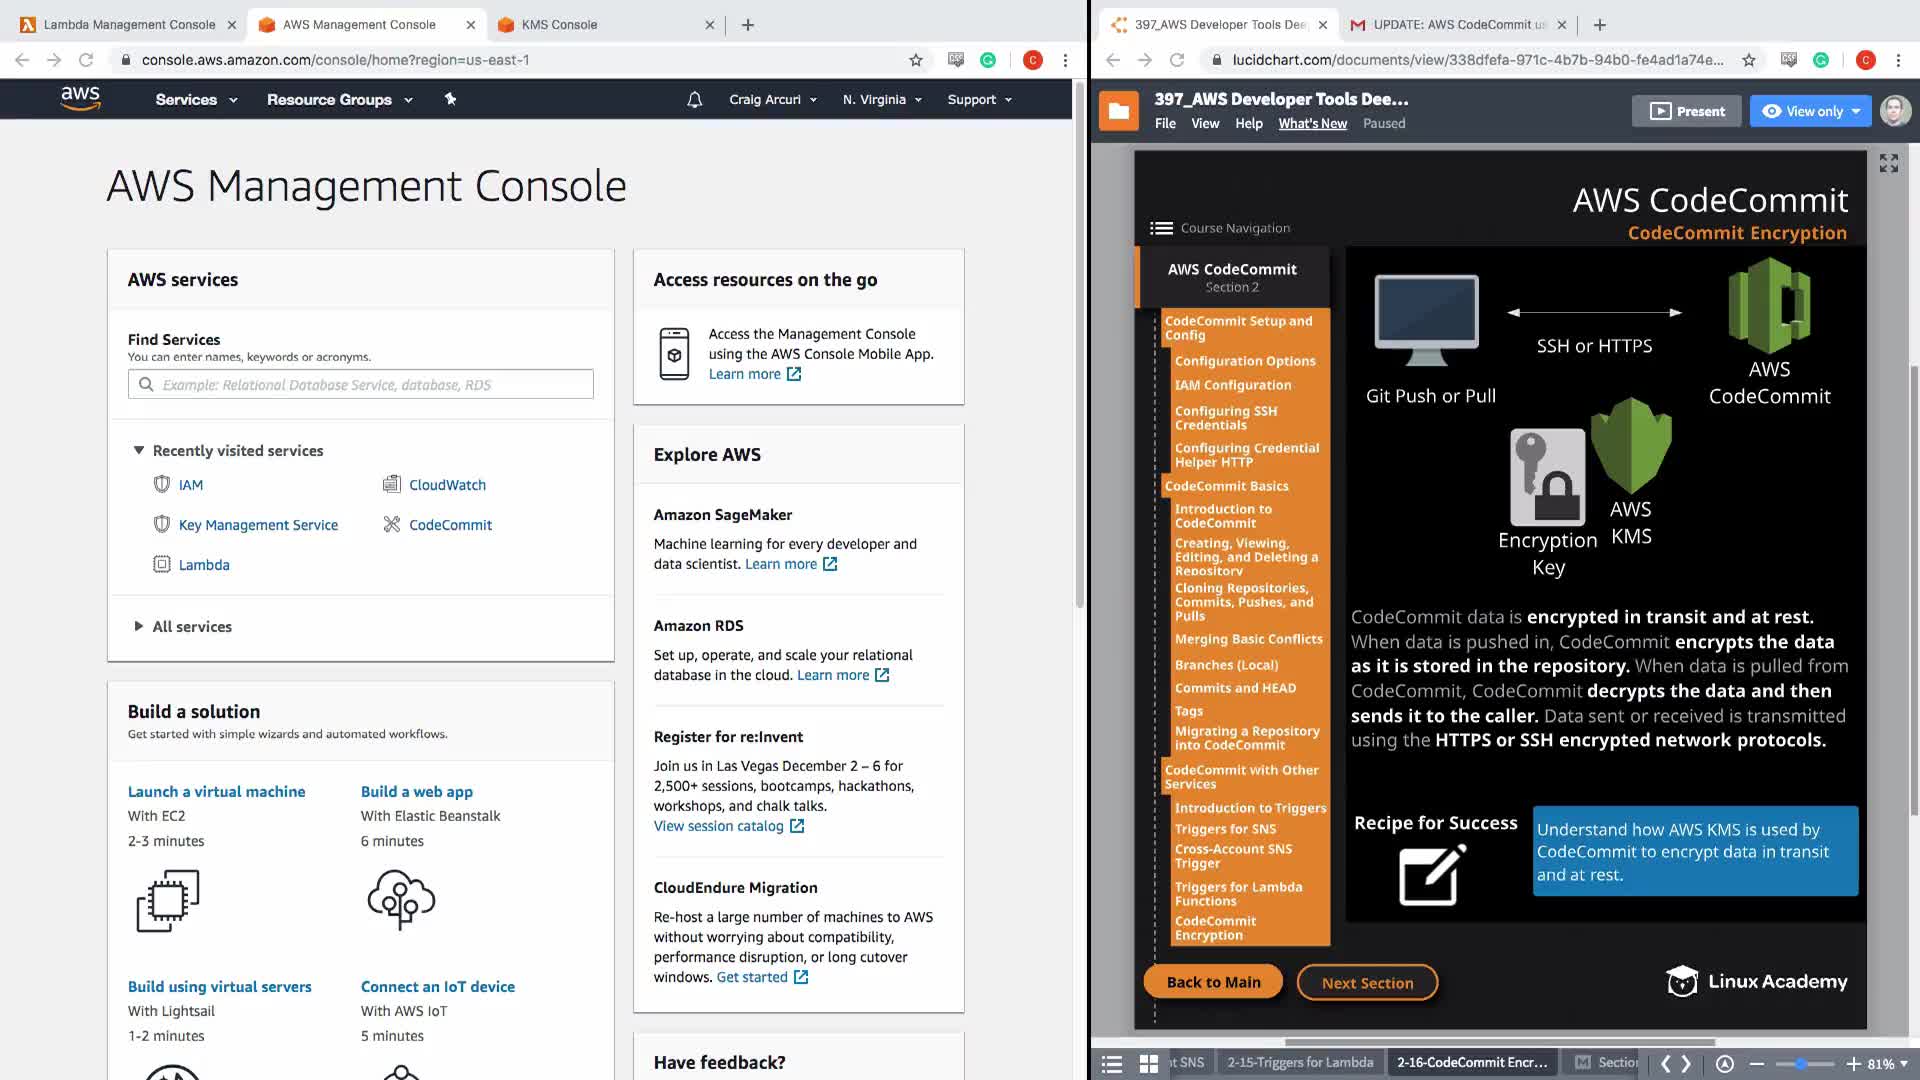 Lambda Management Console
AWS Management Console
KMS Console
console.aws.amazon.com/console/home?region=us-east-1
C
aws
Services
Resource Groups
Craig Arcuri
N. Virginia
Support
AWS Management Console
AWS services
Find Services
You can enter names, keywords or acronyms.
Example: Relational Database Service, database, RDS
Recently visited services
IAM
CloudWatch
Key Management Service
CodeCommit
Lambda
All services
Build a solution
Get started with simple wizards and automated workflows.
Launch a virtual machine
With EC2
2-3 minutes
Build a web app
With Elastic Beanstalk
6 minutes
Build using virtual servers
With Lightsail
1-2 minutes
Connect an IoT device
With AWS IoT
5 minutes
Access resources on the go
Access the Management Console
using the AWS Console Mobile App.
Learn more
Explore AWS
Amazon SageMaker
Machine learning for every developer and
data scientist. Learn more
Amazon RDS
Set up, operate, and scale your relational
database in the cloud. Learn more
Register for re:Invent
Join us in Las Vegas December 2 – 6 for
2,500+ sessions, bootcamps, hackathons,
workshops, and chalk talks.
View session catalog
CloudEndure Migration
Re-host a large number of machines to AWS
without worrying about compatibility,
performance disruption, or long cutover
windows. Get started
Have feedback?
397_AWS Developer Tools Dee
UPDATE: AWS CodeCommit us
lucidchart.com/documents/view/338dfefa-971c-4b7b-94b0-fe4ad1a74e...
C
397_AWS Developer Tools Dee...
File
View
Help
What's New
Paused
Present
View only
AWS CodeCommit
CodeCommit Encryption
Course Navigation
AWS CodeCommit
Section 2
CodeCommit Setup and
Config
Configuration Options
IAM Configuration
Configuring SSH
Credentials
Configuring Credential
Helper HTTP
CodeCommit Basics
Introduction to
CodeCommit
Creating, Viewing,
Editing, and Deleting a
Repository
Cloning Repositories,
Commits, Pushes, and
Pulls
Merging Basic Conflicts
Branches (Local)
Commits and HEAD
Tags
Migrating a Repository
into CodeCommit
CodeCommit with Other
Services
Introduction to Triggers
Triggers for SNS
Cross-Account SNS
Trigger
Triggers for Lambda
Functions
CodeCommit
Encryption
Git Push or Pull
SSH or HTTPS
AWS
CodeCommit
Encryption
Key
AWS
KMS
CodeCommit data is encrypted in transit and at rest.
When data is pushed in, CodeCommit encrypts the data
as it is stored in the repository. When data is pulled from
CodeCommit, CodeCommit decrypts the data and then
sends it to the caller. Data sent or received is transmitted
using the HTTPS or SSH encrypted network protocols.
Recipe for Success
Understand how AWS KMS is used by
CodeCommit to encrypt data in transit
and at rest.
Back to Main
Next Section
Linux Academy
nt SNS
2-15-Triggers for Lambda
2-16-CodeCommit Encr...
M
Section
81%